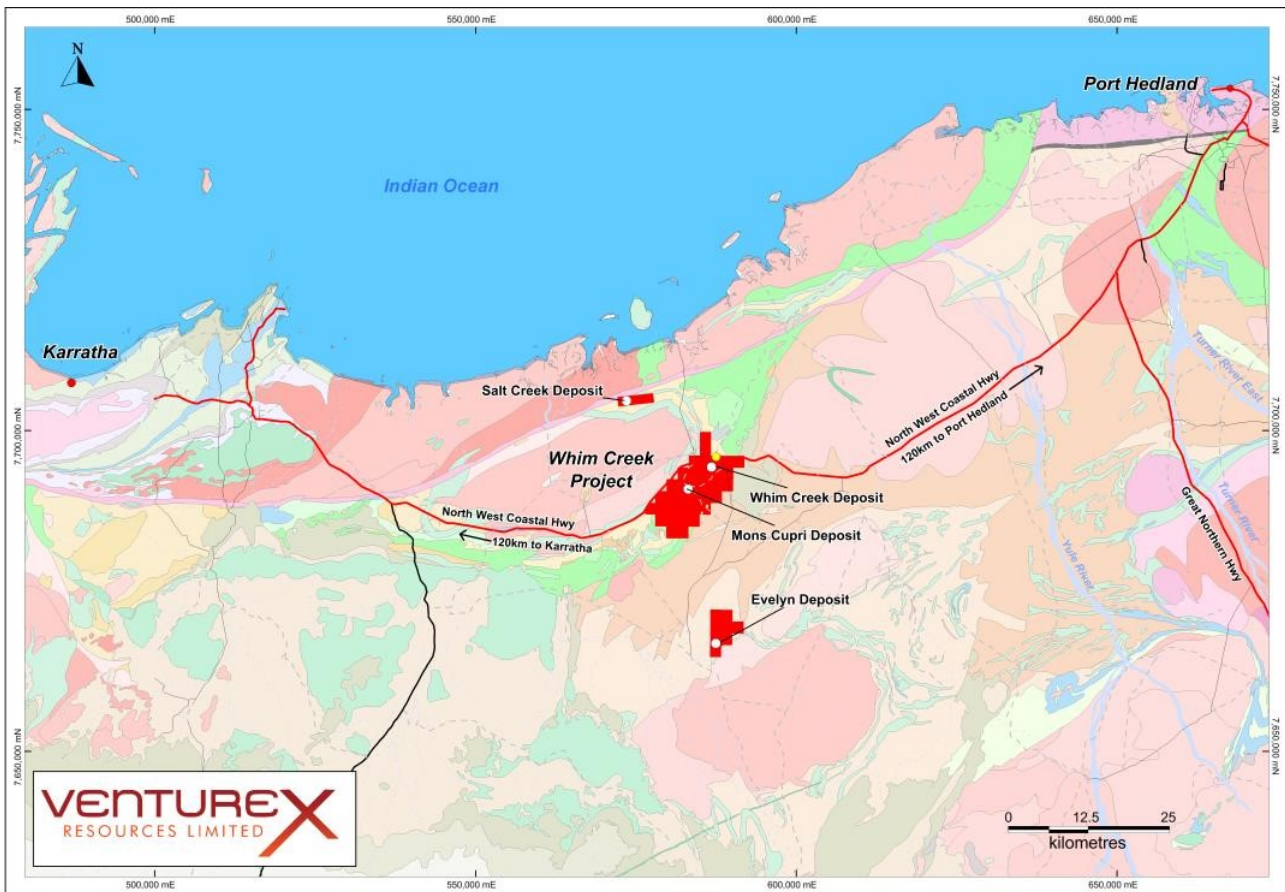 500,000 mE
550,000 mE
600,000 mE
650,000 mE
N
Port Hedland
7,750,000 mN
7,750,000 mN
Indian Ocean
Karratha
Salt Creek Deposit
North West Coastal Hwy
120km to Port Hedland
Turner River East
7,700,000 mN
7,700,000 mN
Whim Creek
Project
Whim Creek Deposit
North West Coastal Hwy
120km to Karratha
Mons Cupri Deposit
Great Northern Hwy
Turner River
Yule River
Evelyn Deposit
7,650,000 mN
7,650,000 mN
VENTUREX
RESOURCES LIMITED
0 12.5 25
kilometres
500,000 mE
550,000 mE
600,000 mE
650,000 mE